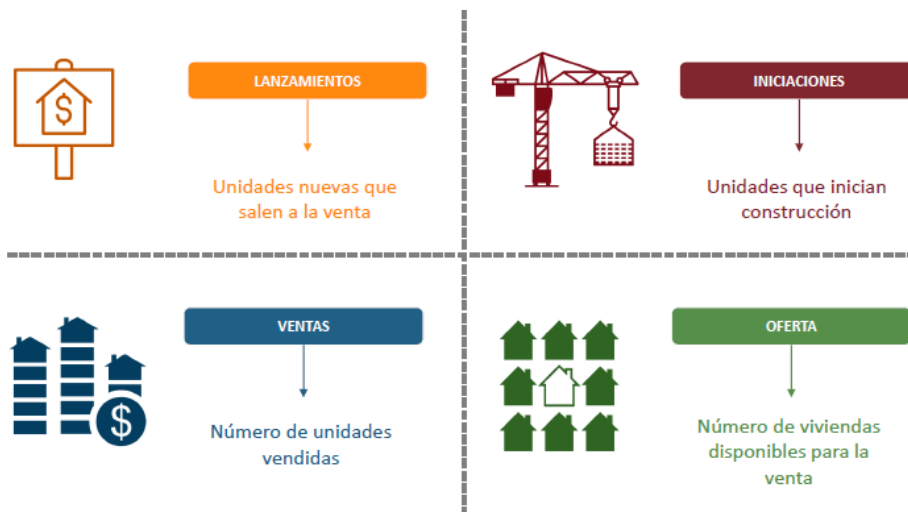 LANZAMIENTOS
Unidades nuevas que
salen a la venta
INICIACIONES
Unidades que inician
construcción
VENTAS
Número de unidades
vendidas
OFERTA
Número de viviendas
disponibles para la
venta
$
$